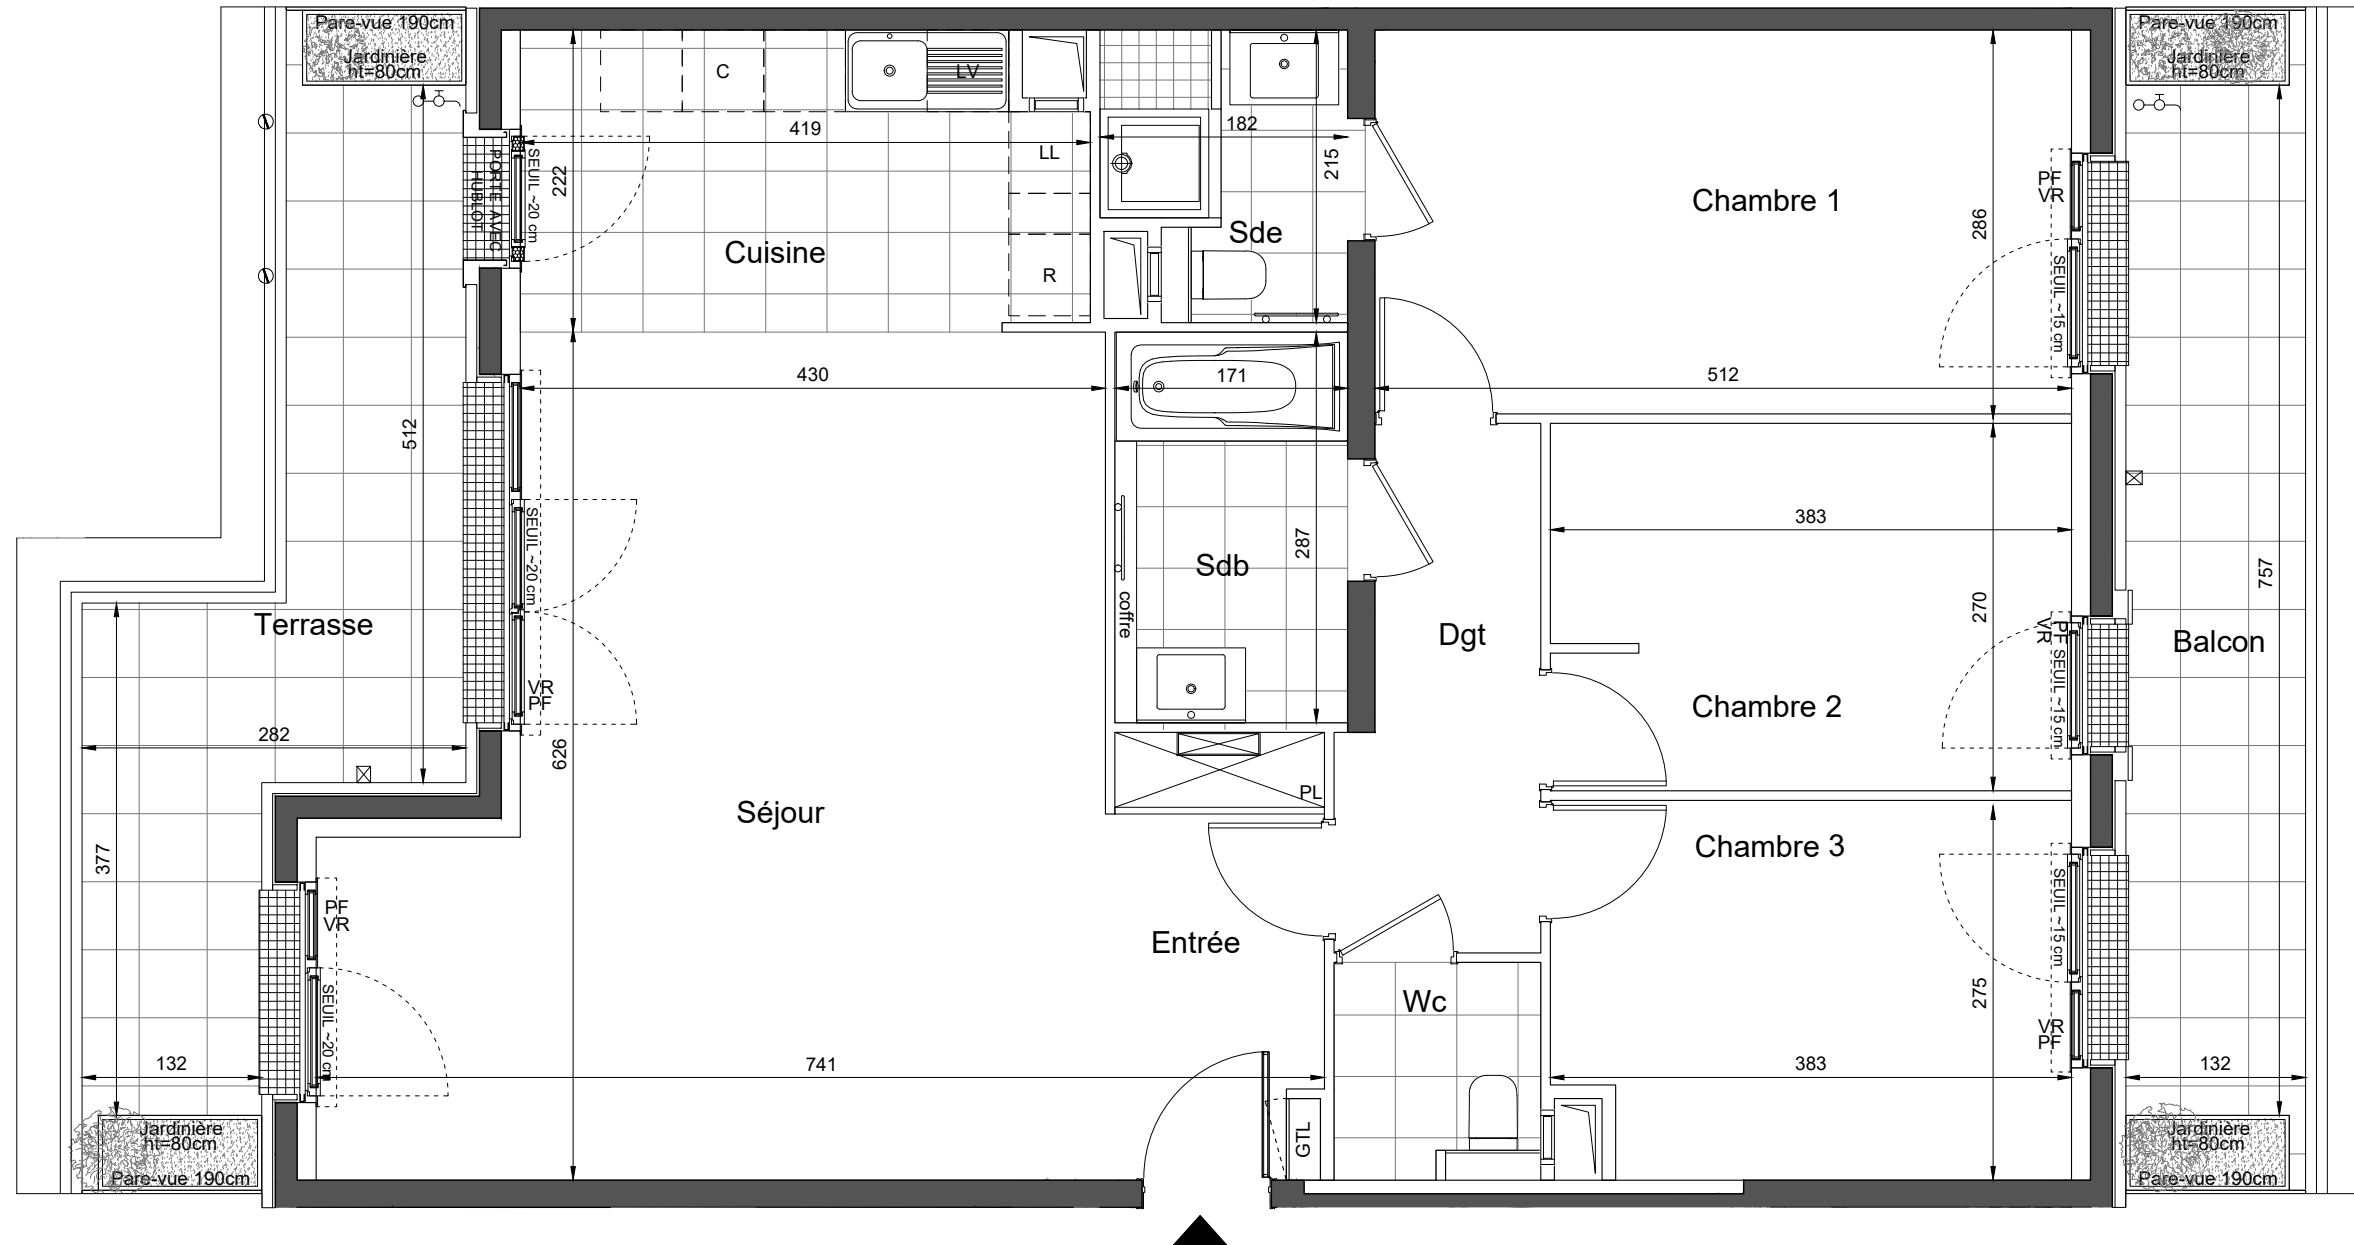 Pare-vue 190cm
Jardinière
ht=80cm
Pare-vue 190cm
Jardinière
ht=80cm
C
LV
419
182
LL
215
222
R
SEUIL ~20 cm
PORTE AVEC
HUBLOT
Cuisine
Sde
Chambre 1
286
PF
VR
SEUIL ~15 cm
430
171
512
512
SEUIL ~20 cm
383
287
Sdb
coffre
Terrasse
Dgt
270
PF
VR
SEUIL ~15 cm
757
Balcon
VR
PF
282
626
Chambre 2
PL
Séjour
377
Chambre 3
SEUIL ~15 cm
PF
VR
Entrée
Wc
275
SEUIL ~20 cm
VR
PF
132
741
383
132
Jardinière
ht=80cm
Pare-vue 190cm
GTL
Jardinière
ht=80cm
Pare-vue 190cm